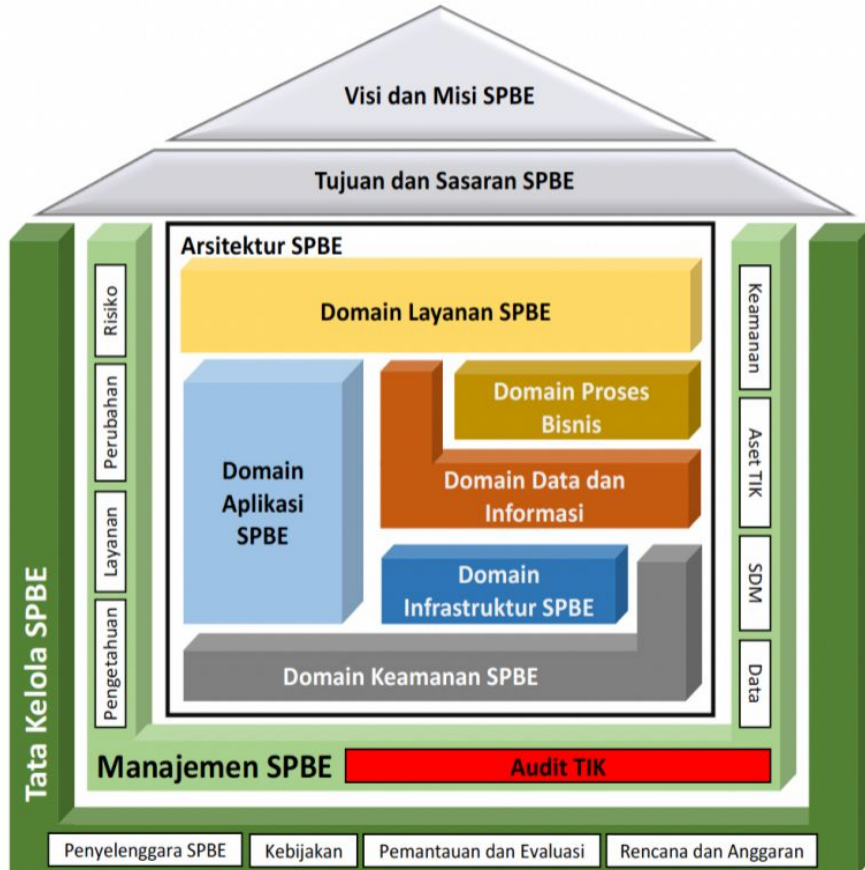 Visi dan Misi SPBE
Tujuan dan Sasaran SPBE
Arsitektur SPBE
Domain Layanan SPBE
Domain Aplikasi SPBE
Domain Proses
Bisnis
Domain Data dan
Informasi
Domain
Infrastruktur SPBE
Domain Keamanan SPBE
Risiko
Perubahan
Layanan
Pengetahuan
Keamanan
Aset TIK
SDM
Data
Manajemen SPBE
Audit TIK
Tata Kelola SPBE
Penyelenggara SPBE
Kebijakan
Pemantauan dan Evaluasi
Rencana dan Anggaran